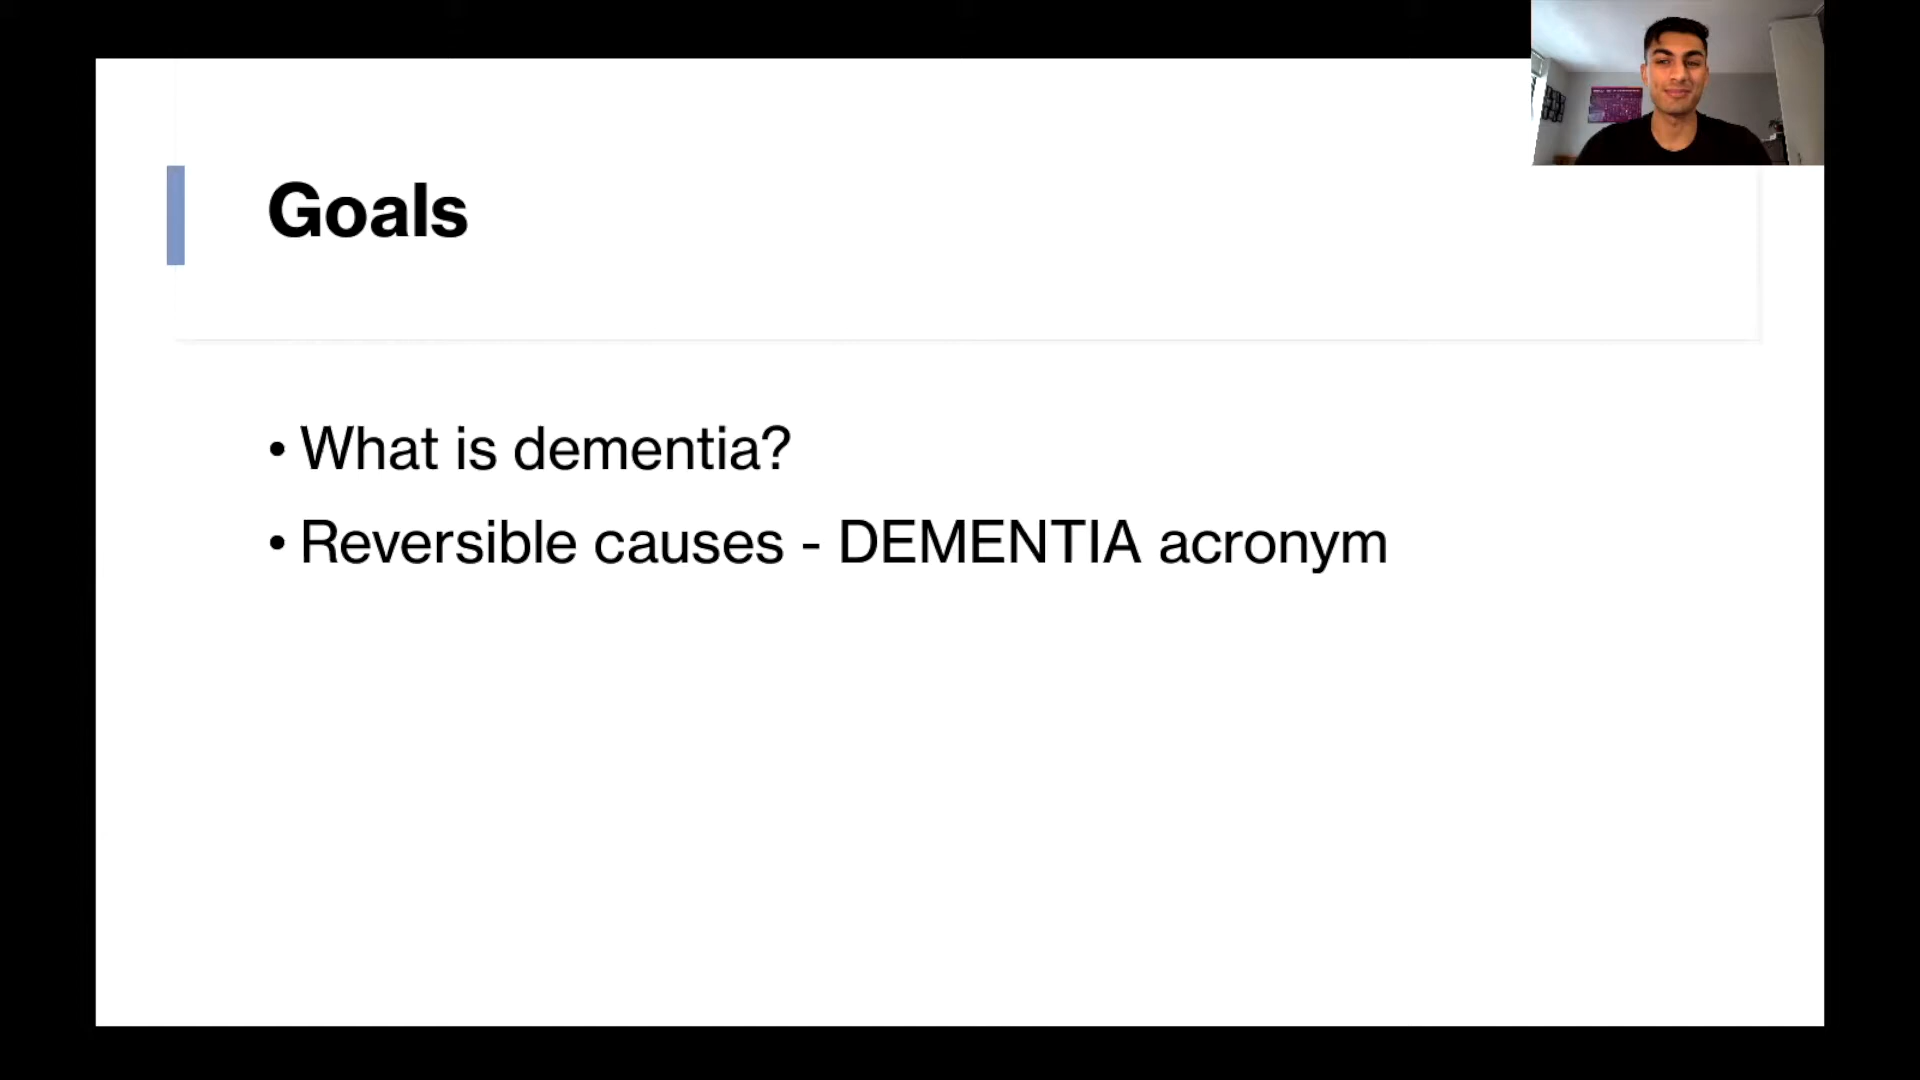 Goals
• What is dementia?
• Reversible causes - DEMENTIA acronym